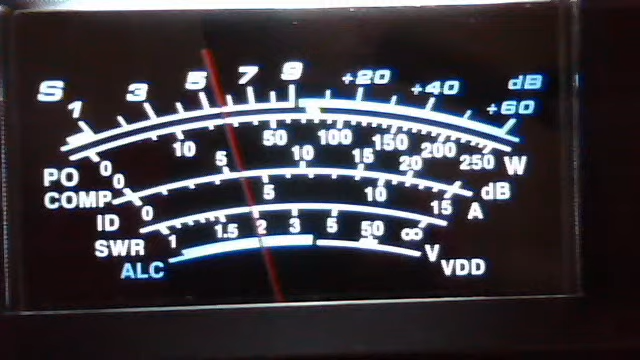 S 1 3 5 7 9 +20 +40 +60 dB
PO 0 10 50 100 150 200 250 W
COMP 0 5 10 15 20 dB
ID 0 5 10 15 A
SWR 1 1.5 2 3 5 50 ∞
ALC V
VDD